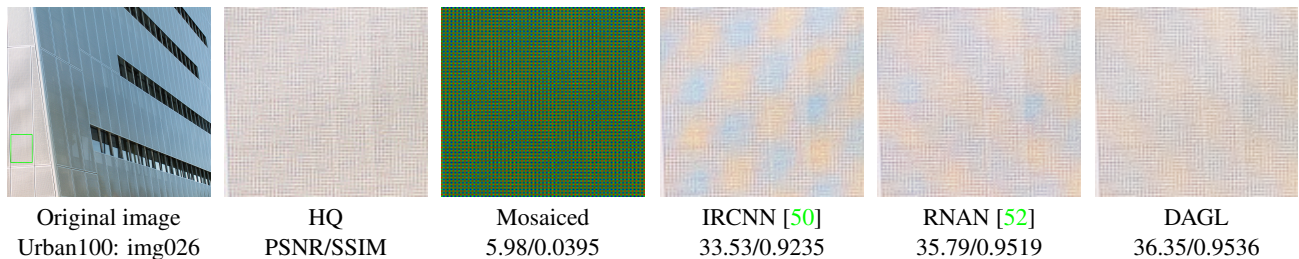 Original image HQ Mosaiced IRCNN [50] RNAN [52] DAGL
Urban100: img026 PSNR/SSIM 5.98/0.0395 33.53/0.9235 35.79/0.9519 36.35/0.9536